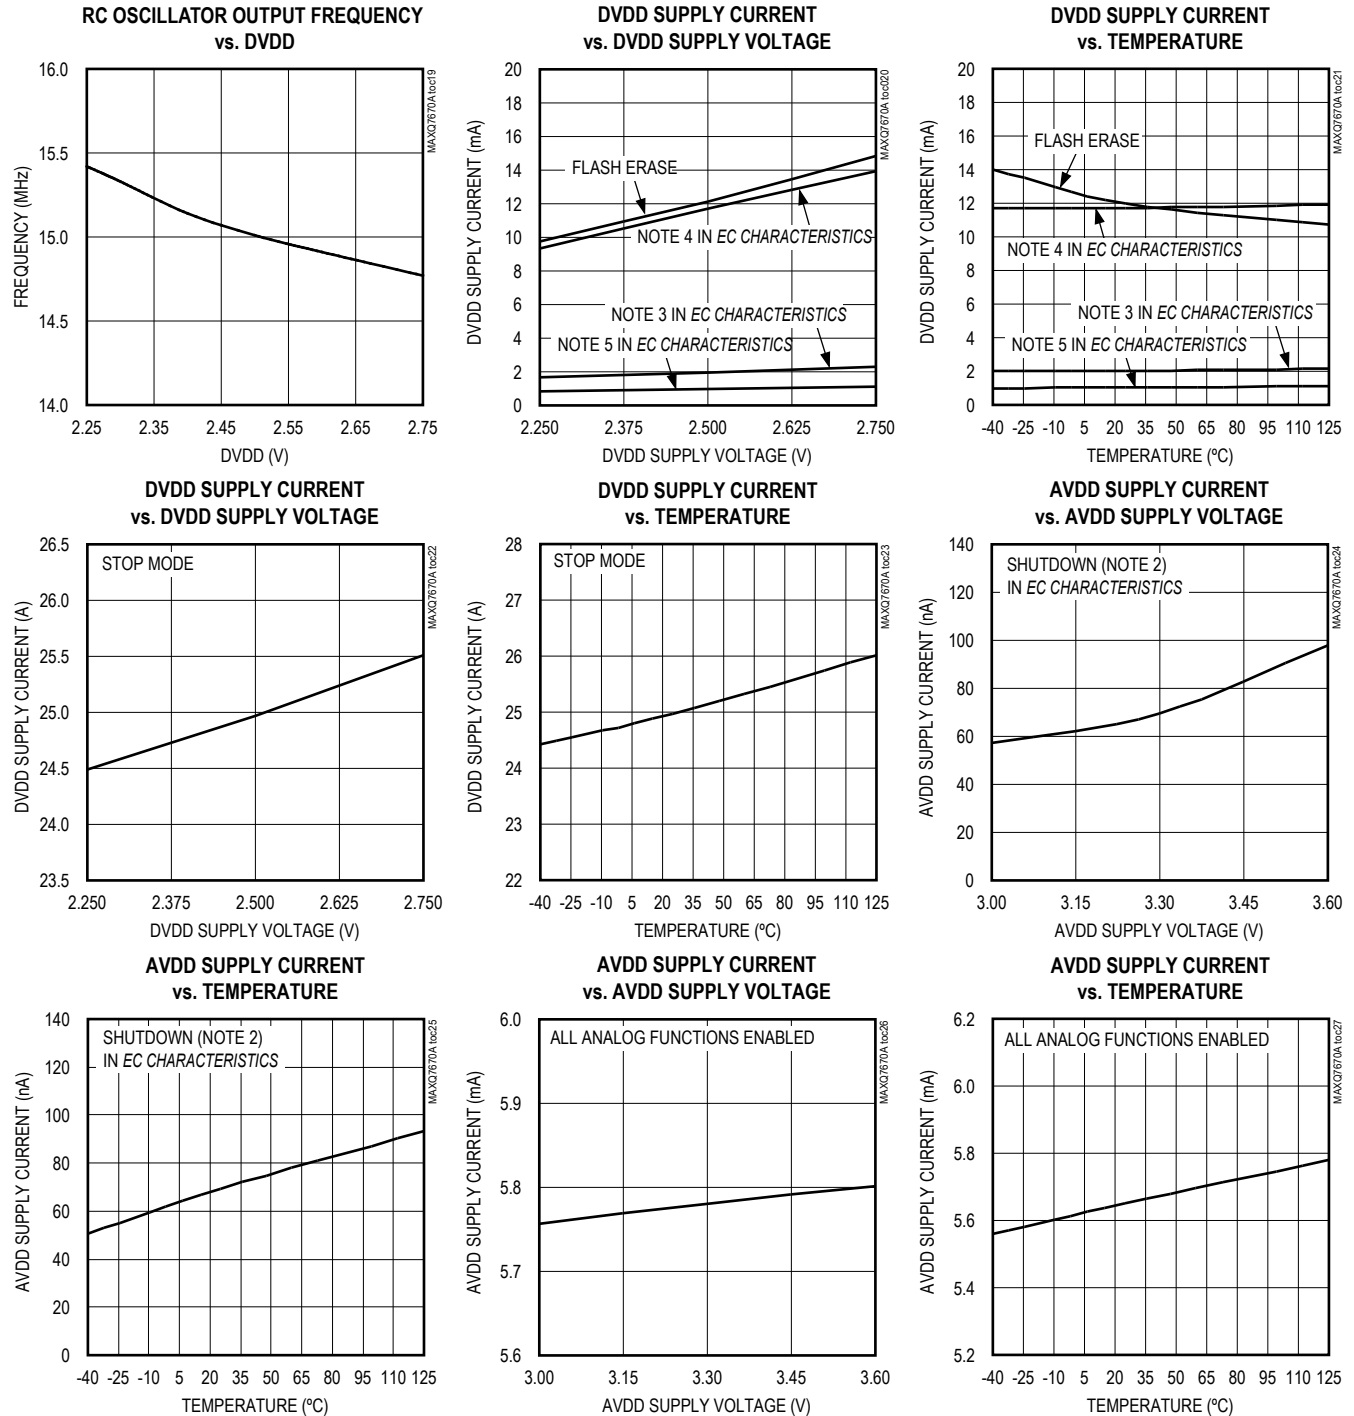 RC OSCILLATOR OUTPUT FREQUENCY
vs. DVDD
16.0
15.5
15.0
14.5
14.0
FREQUENCY (MHz)
2.25 2.35 2.45 2.55 2.65 2.75
DVDD (V)
MAXQ7670A toc19
DVDD SUPPLY CURRENT
vs. DVDD SUPPLY VOLTAGE
20
18
16
14
12
10
8
6
4
2
0
DVDD SUPPLY CURRENT (mA)
FLASH ERASE
NOTE 4 IN EC CHARACTERISTICS
NOTE 3 IN EC CHARACTERISTICS
NOTE 5 IN EC CHARACTERISTICS
2.250 2.375 2.500 2.625 2.750
DVDD SUPPLY VOLTAGE (V)
MAXQ7670A toc020
DVDD SUPPLY CURRENT
vs. TEMPERATURE
20
18
16
14
12
10
8
6
4
2
0
DVDD SUPPLY CURRENT (mA)
FLASH ERASE
NOTE 4 IN EC CHARACTERISTICS
NOTE 3 IN EC CHARACTERISTICS
NOTE 5 IN EC CHARACTERISTICS
-40 -25 -10 5 20 35 50 65 80 95 110 125
TEMPERATURE (ºC)
MAXQ7670A toc21
DVDD SUPPLY CURRENT
vs. DVDD SUPPLY VOLTAGE
26.5
26.0
25.5
25.0
24.5
24.0
23.5
DVDD SUPPLY CURRENT (A)
STOP MODE
2.250 2.375 2.500 2.625 2.750
DVDD SUPPLY VOLTAGE (V)
MAXQ7670A toc22
DVDD SUPPLY CURRENT
vs. TEMPERATURE
28
27
26
25
24
23
22
DVDD SUPPLY CURRENT (A)
STOP MODE
-40 -25 -10 5 20 35 50 65 80 95 110 125
TEMPERATURE (ºC)
MAXQ7670A toc23
AVDD SUPPLY CURRENT
vs. AVDD SUPPLY VOLTAGE
140
120
100
80
60
40
20
0
AVDD SUPPLY CURRENT (nA)
SHUTDOWN (NOTE 2)
IN EC CHARACTERISTICS
3.00 3.15 3.30 3.45 3.60
AVDD SUPPLY VOLTAGE (V)
MAXQ7670A toc24
AVDD SUPPLY CURRENT
vs. TEMPERATURE
140
120
100
80
60
40
20
0
AVDD SUPPLY CURRENT (nA)
SHUTDOWN (NOTE 2)
IN EC CHARACTERISTICS
-40 -25 -10 5 20 35 50 65 80 95 110 125
TEMPERATURE (ºC)
MAXQ7670A toc25
AVDD SUPPLY CURRENT
vs. AVDD SUPPLY VOLTAGE
6.0
5.9
5.8
5.7
5.6
AVDD SUPPLY CURRENT (mA)
ALL ANALOG FUNCTIONS ENABLED
3.00 3.15 3.30 3.45 3.60
AVDD SUPPLY VOLTAGE (V)
MAXQ7670A toc26
AVDD SUPPLY CURRENT
vs. TEMPERATURE
6.2
6.0
5.8
5.6
5.4
5.2
AVDD SUPPLY CURRENT (mA)
ALL ANALOG FUNCTIONS ENABLED
-40 -25 -10 5 20 35 50 65 80 95 110 125
TEMPERATURE (ºC)
MAXQ7670A toc27